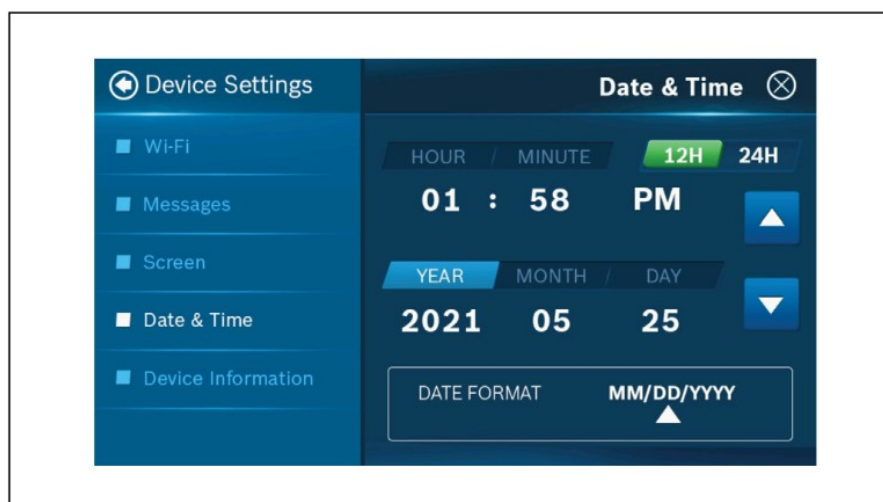 Device Settings
Date & Time
Wi-Fi
Messages
Screen
Date & Time
Device Information
HOUR / MINUTE
12H 24H
01 : 58 PM
YEAR MONTH / DAY
2021 05 25
DATE FORMAT MM/DD/YYYY